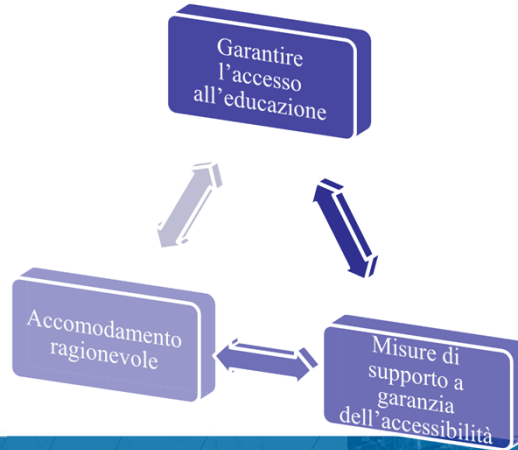 Garantire
l’accesso
all’educazione
Accomodamento
ragionevole
Misure di
supporto a
garanzia
dell’accessibilità